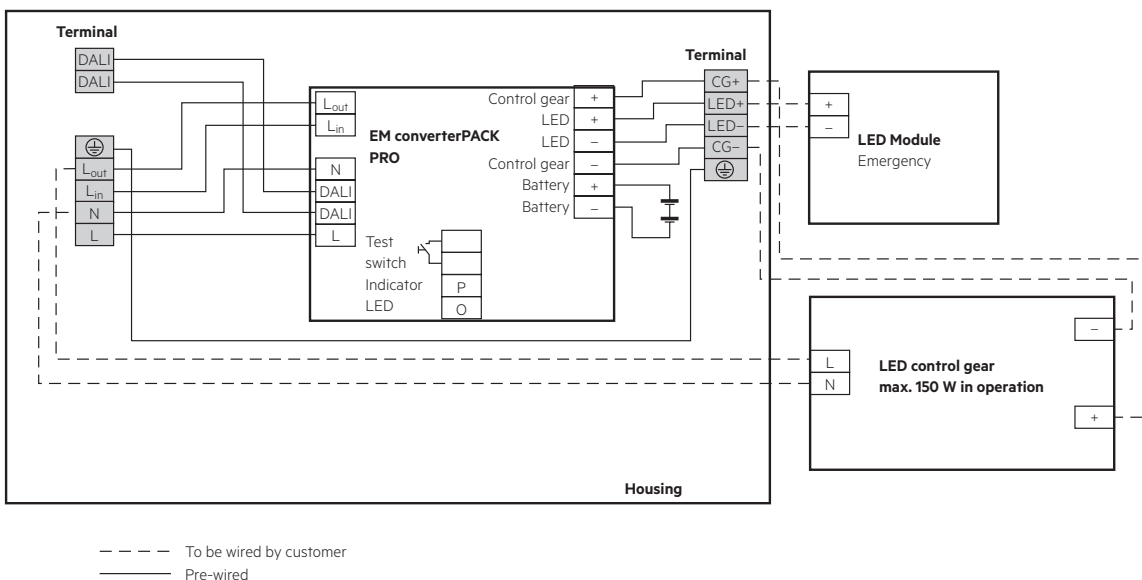 Terminal
DALI
DALI
Lout
Lin
N
L
Lout
Lin
N
DALI
DALI
L
EM converterPACK
PRO
Control gear +
LED +
LED –
Control gear –
Battery +
Battery –
Test
switch
Indicator P
LED O
Terminal
CG+
LED+
LED–
CG–
+
–
LED Module
Emergency
–
L
N
LED control gear
max. 150 W in operation
+
Housing
To be wired by customer
Pre-wired